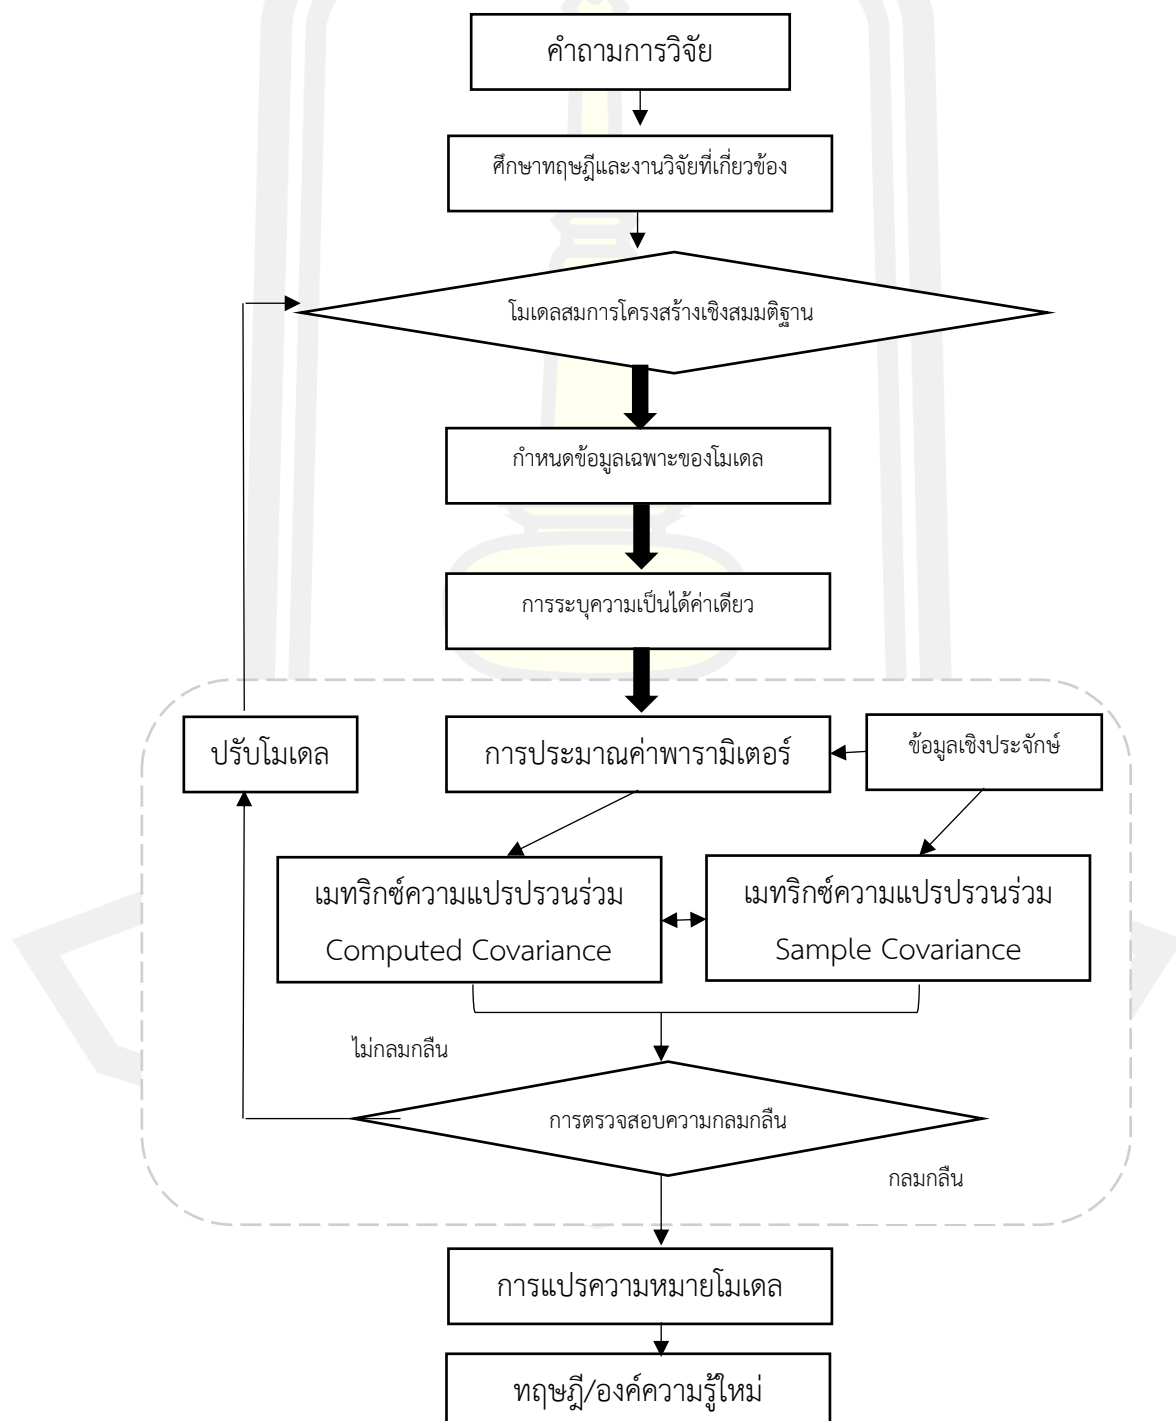 คำถามการวิจัย
ศึกษาทฤษฎีและงานวิจัยที่เกี่ยวข้อง
โมเดลสมการโครงสร้างเชิงสมมติฐาน
กำหนดข้อมูลเฉพาะของโมเดล
การระบุความเป็นได้ค่าเดียว
ปรับโมเดล
การประมาณค่าพารามิเตอร์
ข้อมูลเชิงประจักษ์
เมทริกซ์ความแปรปรวนร่วม
Computed Covariance
เมทริกซ์ความแปรปรวนร่วม
Sample Covariance
ไม่กลมกลืน
การตรวจสอบความกลมกลืน
กลมกลืน
การแปรความหมายโมเดล
ทฤษฎี/องค์ความรู้ใหม่